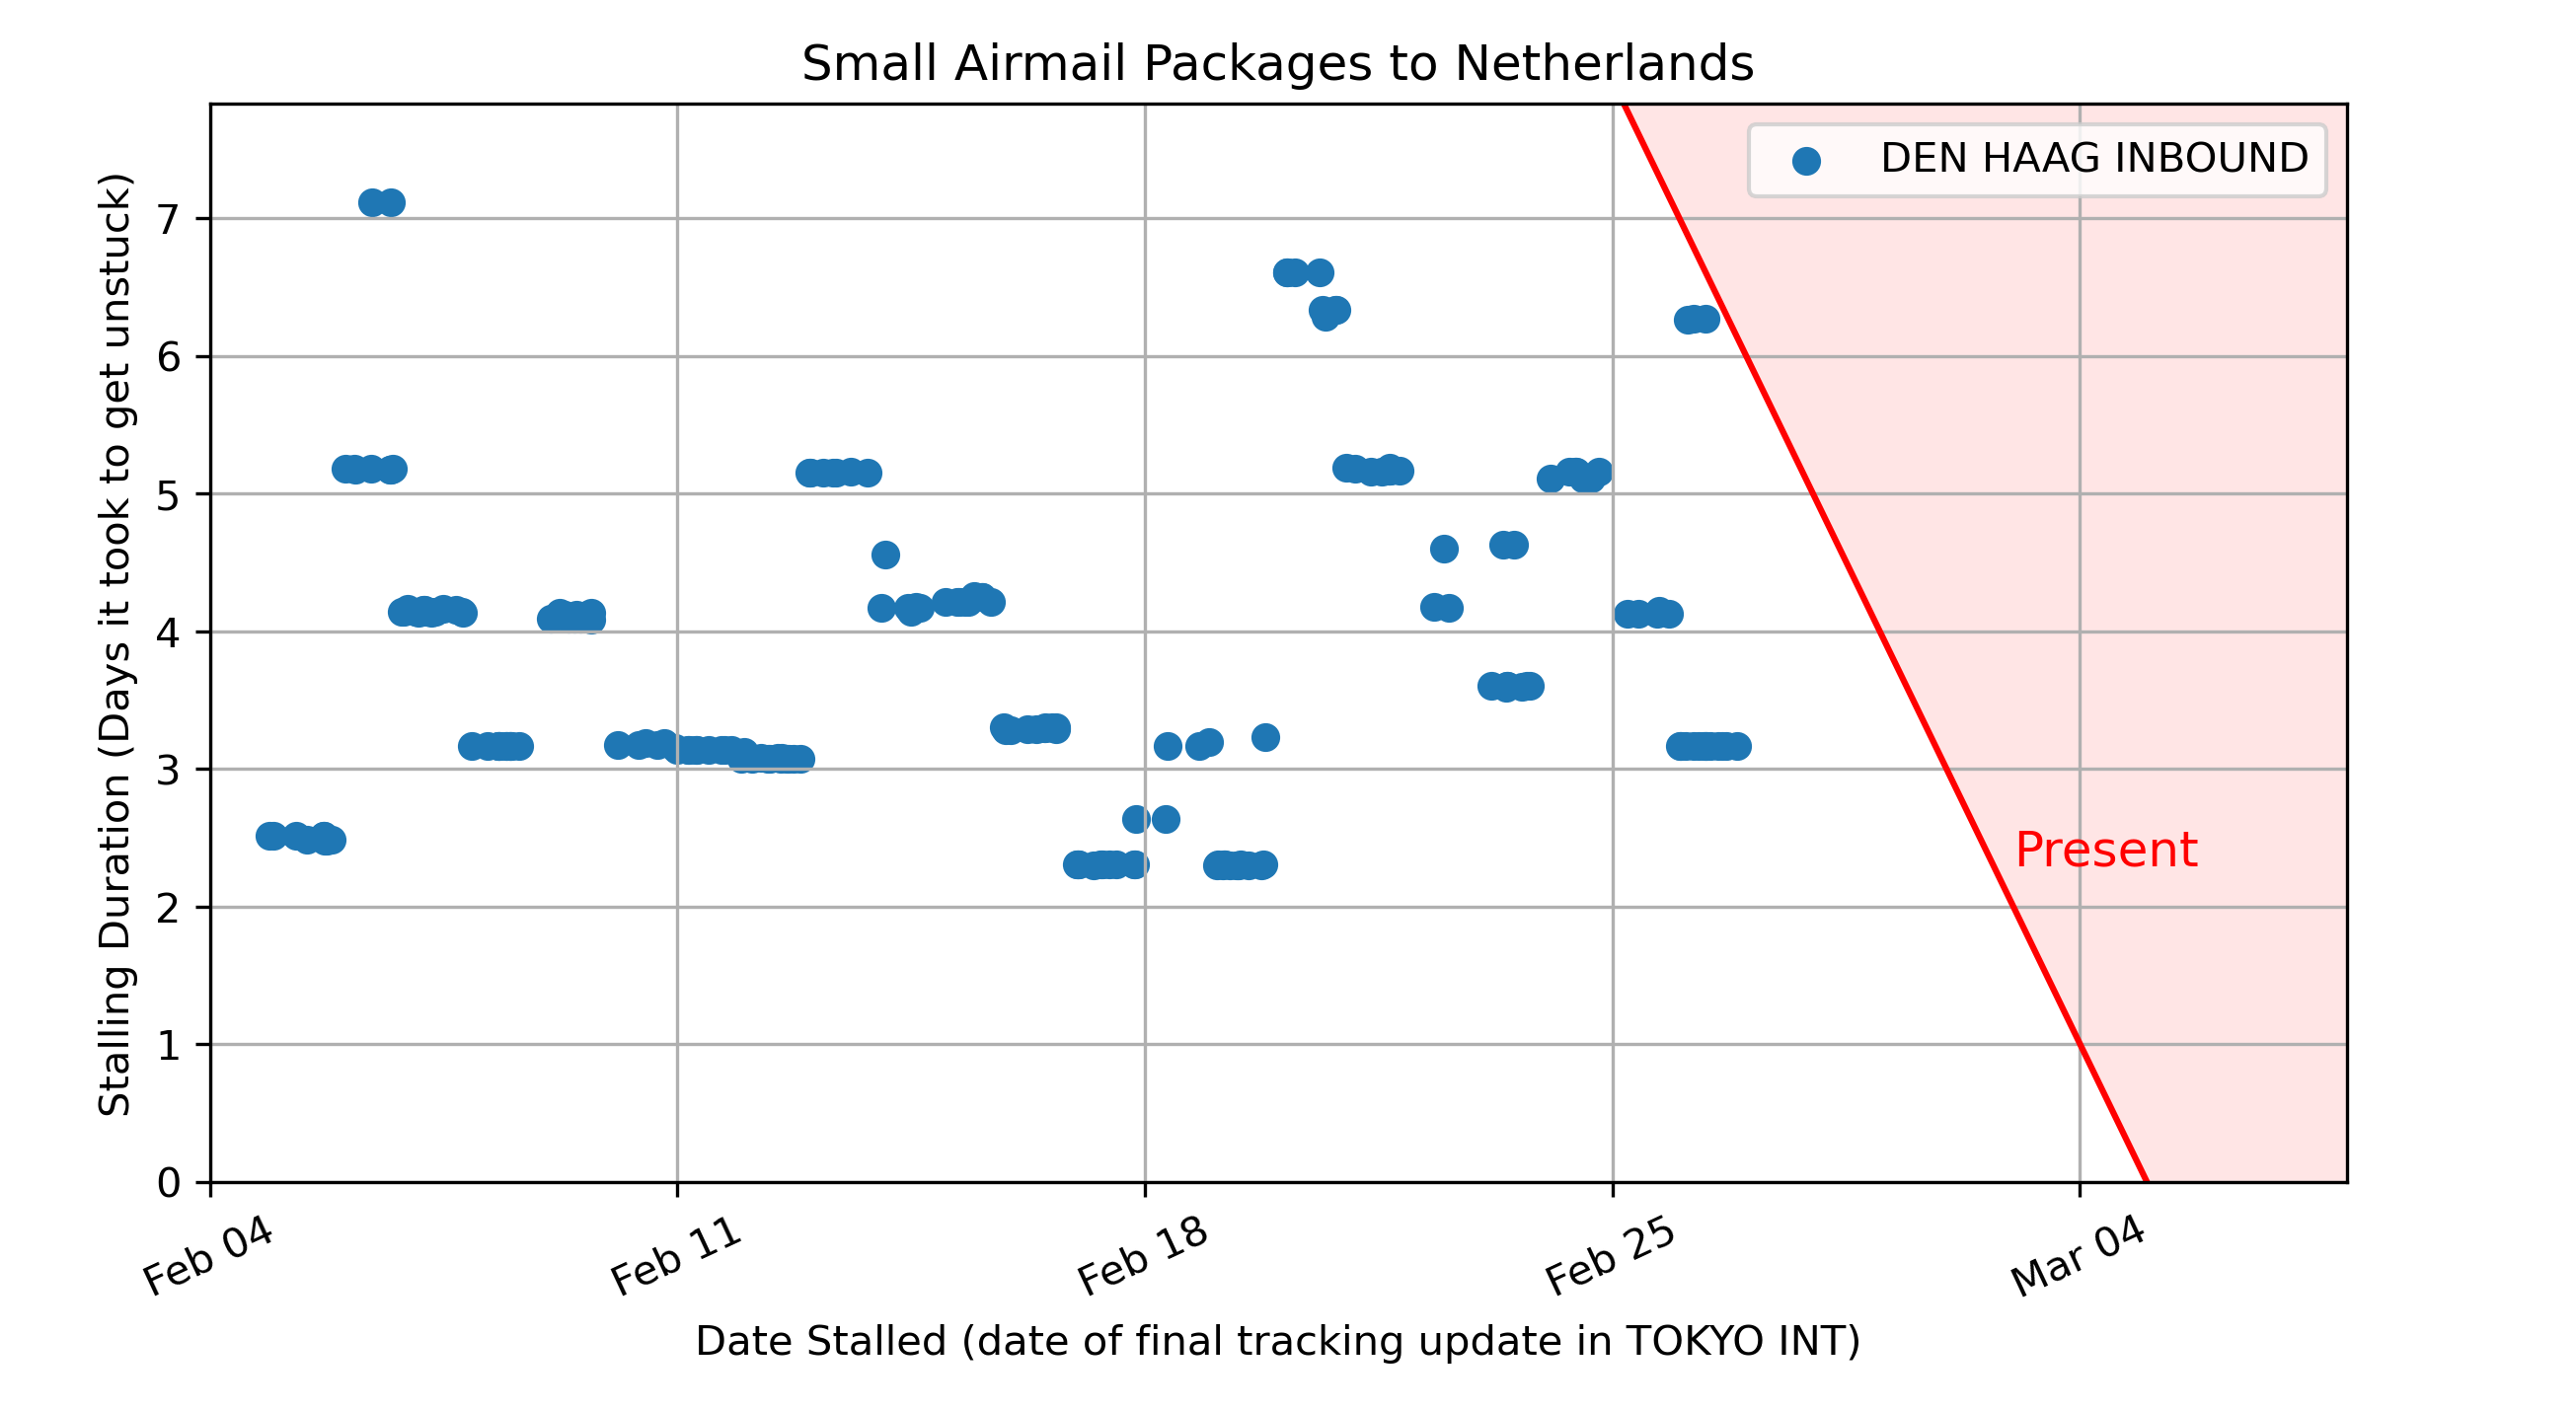 Small Airmail Packages to Netherlands
DEN HAAG INBOUND
Stalling Duration (Days it took to get unstuck)
7
6
5
4
3
2
1
0
Present
Feb 04
Feb 11
Feb 18
Feb 25
Mar 04
Date Stalled (date of final tracking update in TOKYO INT)